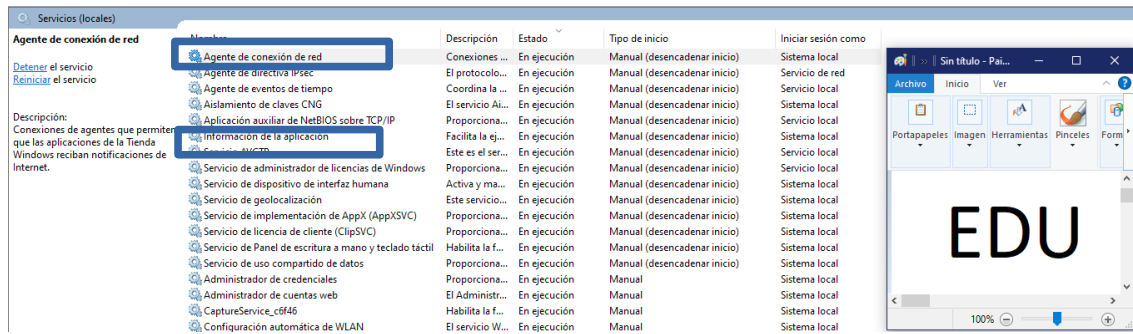 Servicios (locales)
Agente de conexión de red
Detener el servicio
Reiniciar el servicio
Descripción:
Conexiones de agentes que permiten
que las aplicaciones de la Tienda
Windows reciban notificaciones de
Internet.
Nombre Descripción Estado Tipo de inicio Iniciar sesión como
Agente de conexión de red Conexiones ... En ejecución Manual (desencadenar inicio) Sistema local
Agente de directiva IPsec El protocolo... En ejecución Manual (desencadenar inicio) Servicio de red
Agente de eventos de tiempo Coordina la ... En ejecución Manual (desencadenar inicio) Servicio local
Aislamiento de claves CNG El servicio Ai... En ejecución Manual (desencadenar inicio) Sistema local
Aplicación auxiliar de NetBIOS sobre TCP/IP Proporciona... En ejecución Manual (desencadenar inicio) Servicio local
Información de la aplicación Facilita la ej... En ejecución Manual (desencadenar inicio) Sistema local
Servicio AVCTP Este es el ser... En ejecución Manual (desencadenar inicio) Servicio local
Servicio de administrador de licencias de Windows Proporciona... En ejecución Manual (desencadenar inicio) Servicio local
Servicio de dispositivo de interfaz humana Activa y ma... En ejecución Manual (desencadenar inicio) Sistema local
Servicio de geolocalización Este servicio... En ejecución Manual (desencadenar inicio) Sistema local
Servicio de implementación de AppX (AppXSVC) Proporciona... En ejecución Manual (desencadenar inicio) Sistema local
Servicio de licencia de cliente (ClipSVC) Proporciona... En ejecución Manual (desencadenar inicio) Sistema local
Servicio de Panel de escritura a mano y teclado táctil Habilita la f... En ejecución Manual (desencadenar inicio) Sistema local
Servicio de uso compartido de datos Proporciona... En ejecución Manual (desencadenar inicio) Sistema local
Administrador de credenciales Proporciona... En ejecución Manual Sistema local
Administrador de cuentas web El Administr... En ejecución Manual Sistema local
CaptureService_c6f46 Habilita la f... En ejecución Manual Sistema local
Configuración automática de WLAN El servicio W... En ejecución Manual Sistema local
Sin título - Pai...
Archivo Inicio Ver
Portapapeles Imagen Herramientas Pinceles Form
EDU
100%